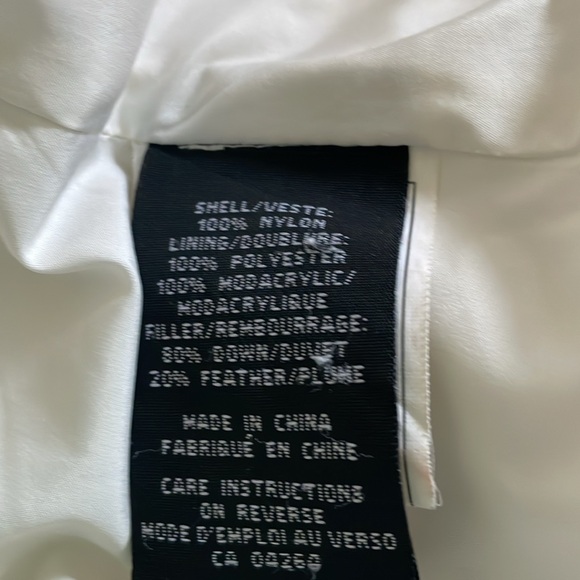 SHELL/VESTE:
100% NYLON
LINING/DOUBLURE:
100% POLYESTER
100% MODACRYLIC/
MODACRYLIQUE
FILLER/REMBOURRAGE:
80% DOWN/DUVET
20% FEATHER/PLUME
MADE IN CHINA
FABRIQUÉ EN CHINE
CARE INSTRUCTIONS
ON REVERSE
MODE D'EMPLOI AU VERSO
CA